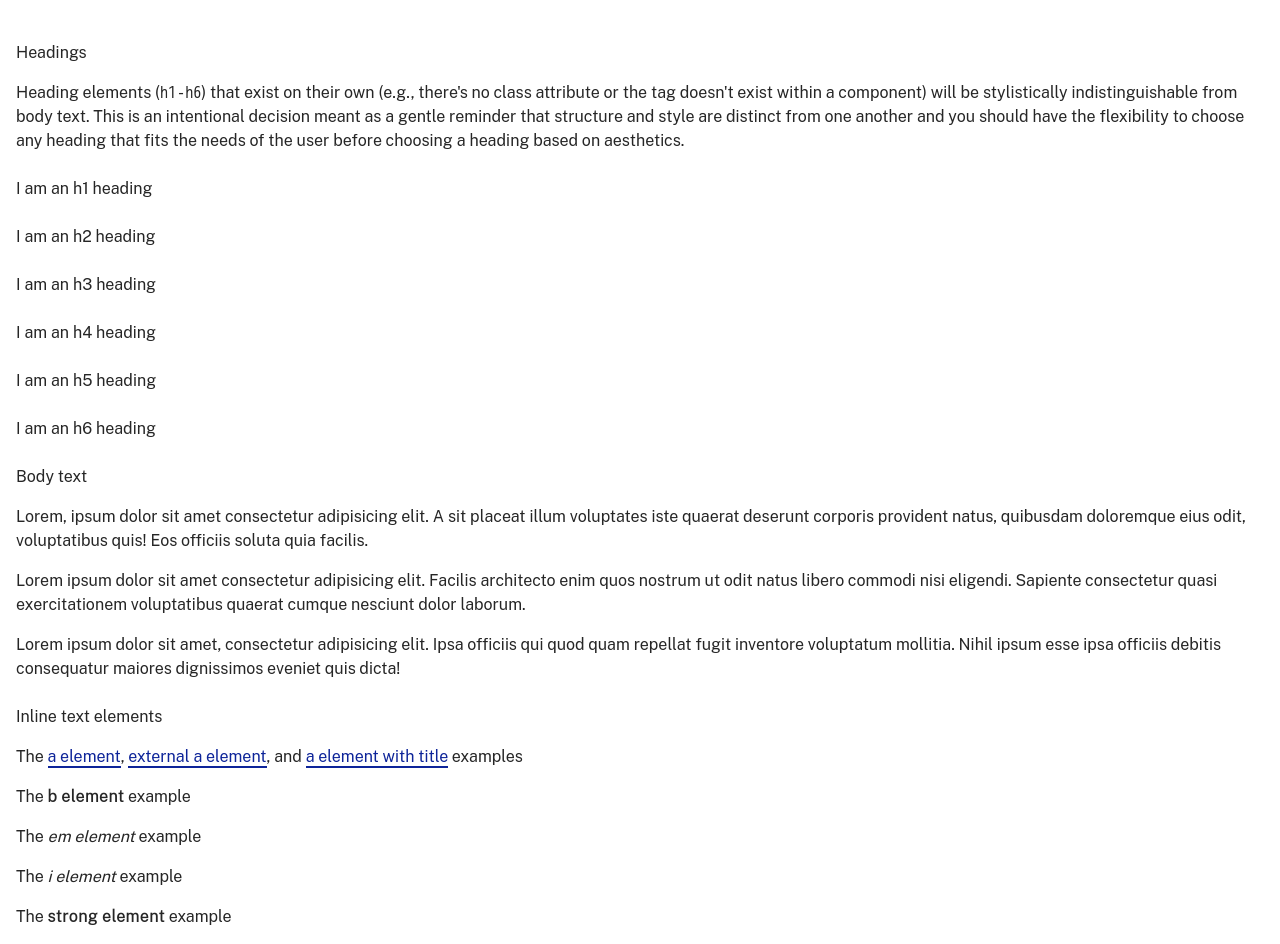 Headings
Heading elements (h1-h6) that exist on their own (e.g., there's no class attribute or the tag doesn't exist within a component) will be stylistically indistinguishable from
body text. This is an intentional decision meant as a gentle reminder that structure and style are distinct from one another and you should have the flexibility to choose
any heading that fits the needs of the user before choosing a heading based on aesthetics.
I am an h1 heading
I am an h2 heading
I am an h3 heading
I am an h4 heading
I am an h5 heading
I am an h6 heading
Body text
Lorem, ipsum dolor sit amet consectetur adipisicing elit. A sit placeat illum voluptates iste quaerat deserunt corporis provident natus, quibusdam doloremque eius odit,
voluptatibus quis! Eos officiis soluta quia facilis.
Lorem ipsum dolor sit amet consectetur adipisicing elit. Facilis architecto enim quos nostrum ut odit natus libero commodi nisi eligendi. Sapiente consectetur quasi
exercitationem voluptatibus quaerat cumque nesciunt dolor laborum.
Lorem ipsum dolor sit amet, consectetur adipisicing elit. Ipsa officiis qui quod quam repellat fugit inventore voluptatum mollitia. Nihil ipsum esse ipsa officiis debitis
consequatur maiores dignissimos eveniet quis dicta!
Inline text elements
The a element, external a element, and a element with title examples
The b element example
The em element example
The i element example
The strong element example